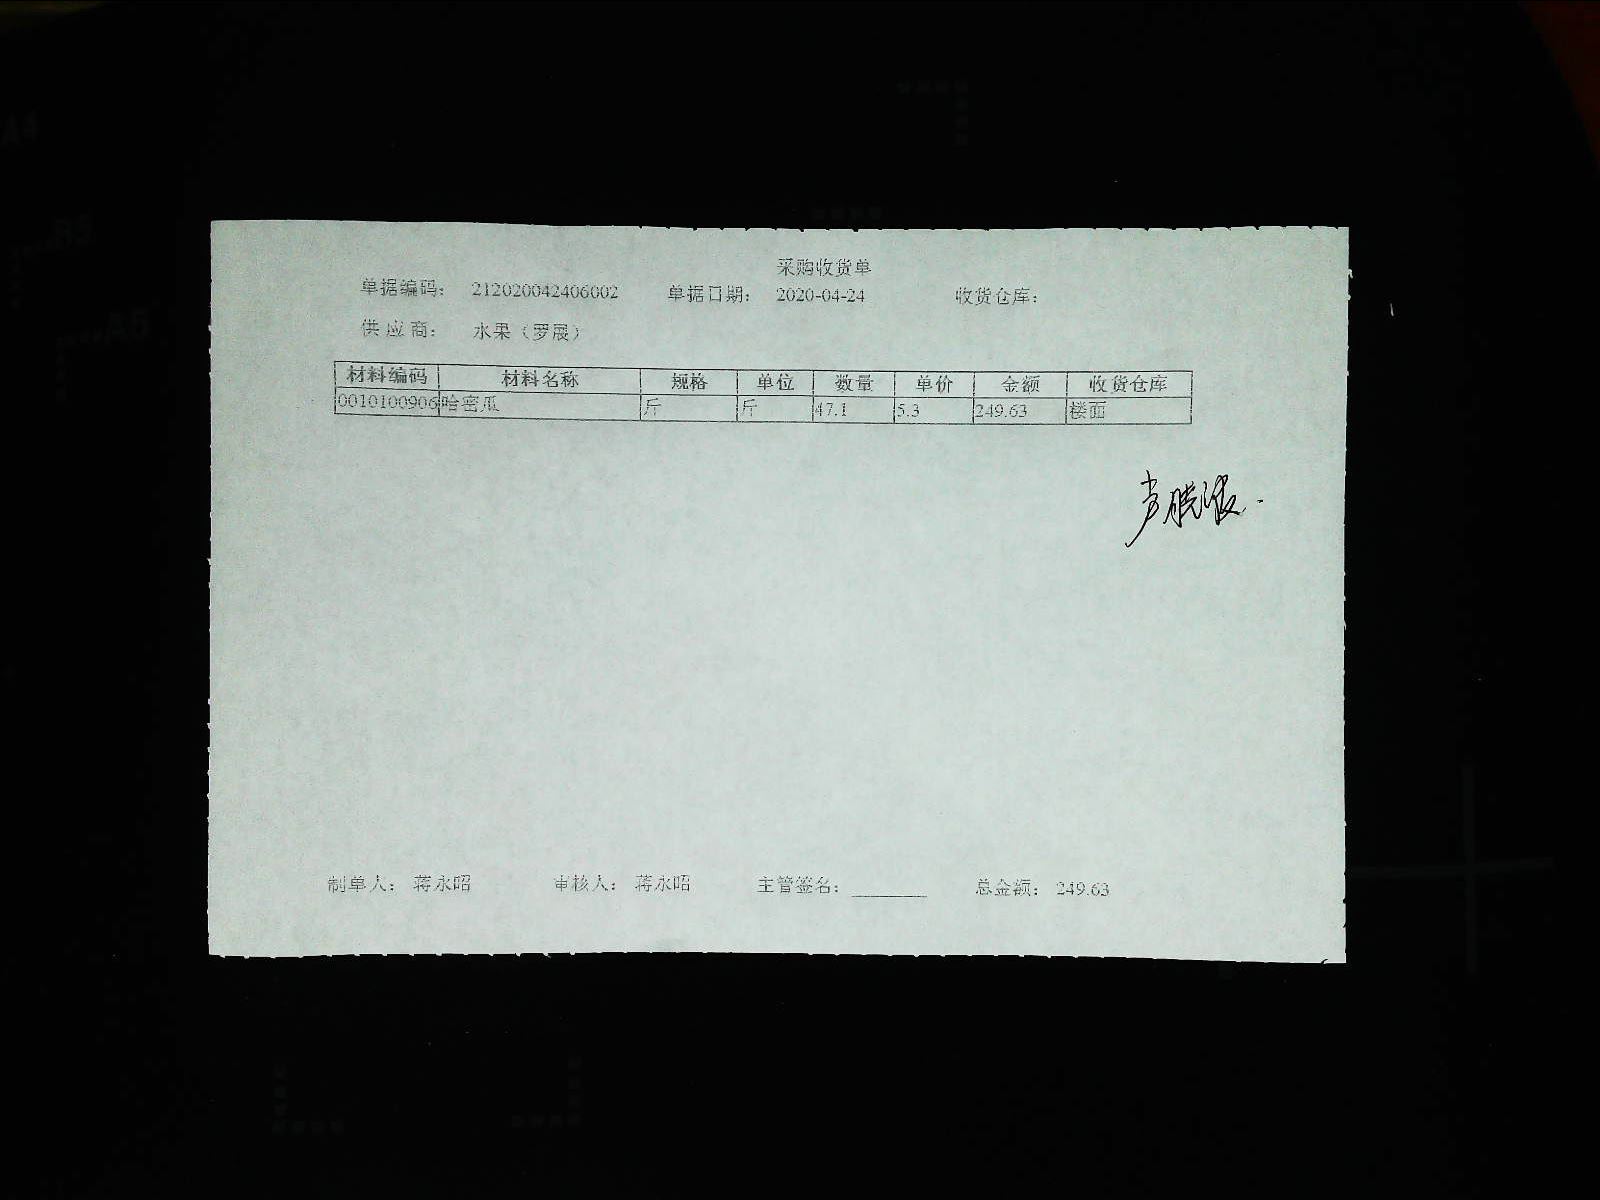 采购收货单
单据编码: 212020042406002 单据日期: 2020-04-24 收货仓库:
供应商: 水果（罗晟）
材料编码 材料名称 规格 单位 数量 单价 金额 收货仓库
0010100906 哈密瓜 斤 斤 47.1 5.3 249.63 楼面
制单人: 蒋永昭 审核人: 蒋永昭 主管签名: 总金额: 249.63